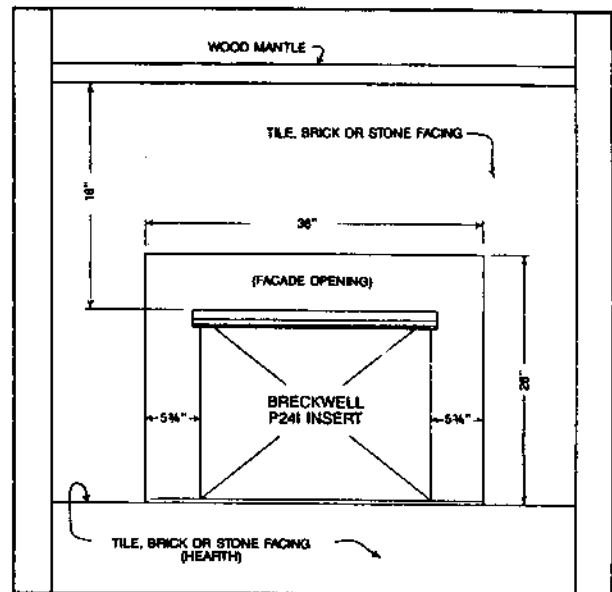 WOOD MANTLE
TILE, BRICK OR STONE FACING
18"
36"
(FACADE OPENING)
BRECKWELL
P24I INSERT
5¾"
5¾"
28"
TILE, BRICK OR STONE FACING
(HEARTH)